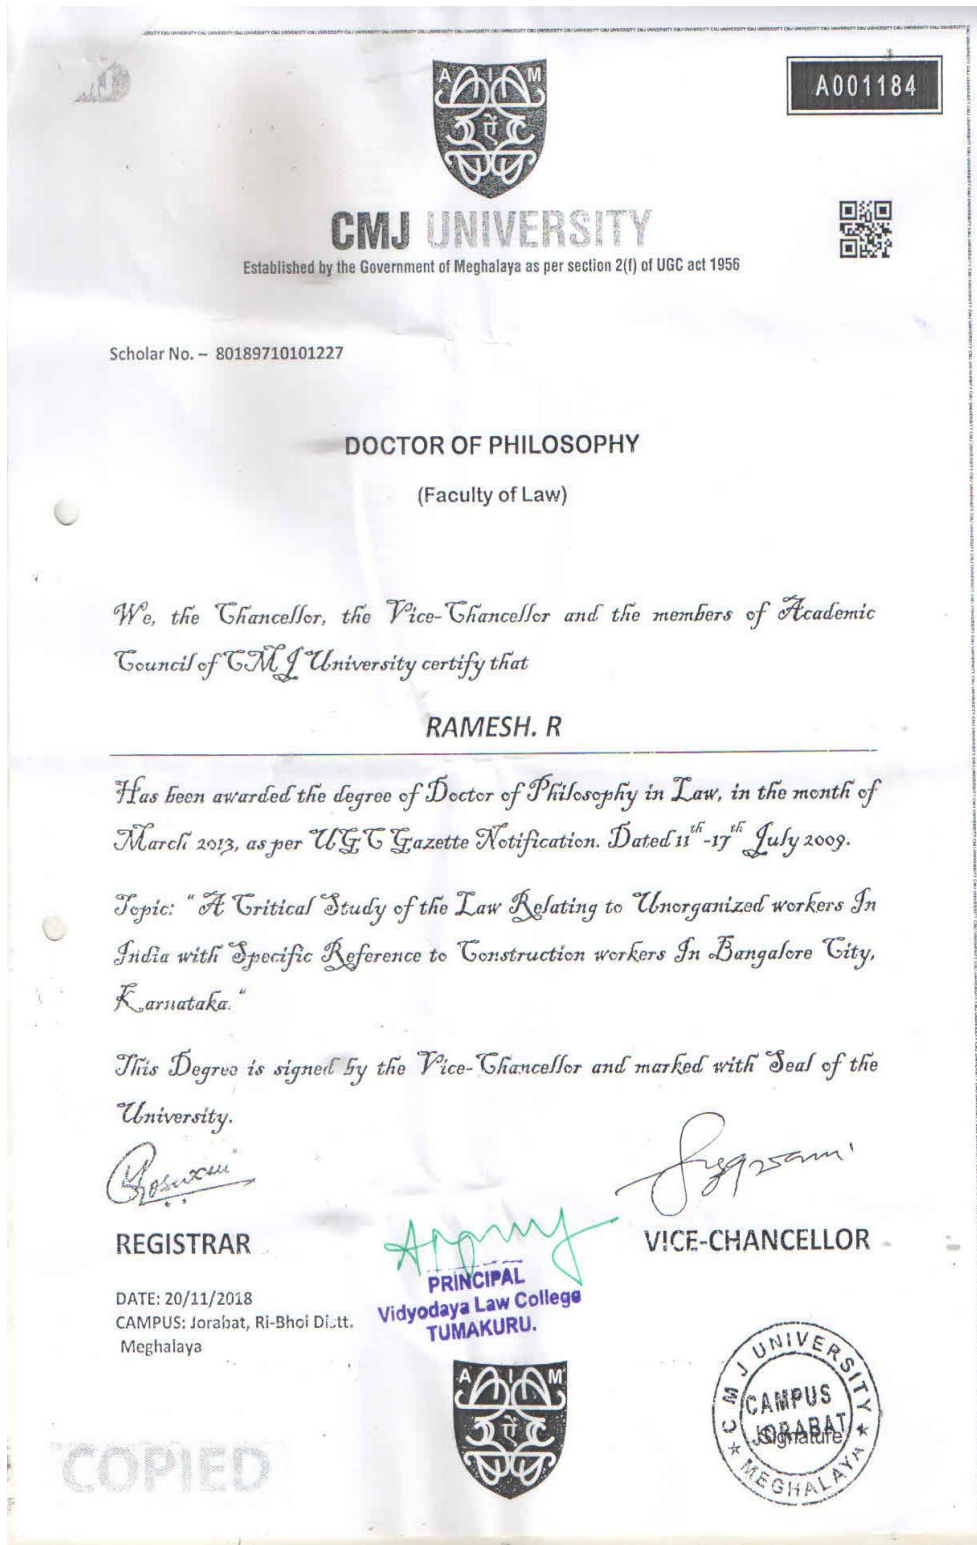 A001184
A I M
ऐं
CMJ UNIVERSITY
Established by the Government of Meghalaya as per section 2(f) of UGC act 1956
Scholar No. – 80189710101227
DOCTOR OF PHILOSOPHY
(Faculty of Law)
We, the Chancellor, the Vice-Chancellor and the members of Academic
Council of CMJ University certify that
RAMESH. R
Has been awarded the degree of Doctor of Philosophy in Law, in the month of
March 2013, as per UGC Gazette Notification. Dated 11th -17th July 2009.
Topic: "A Critical Study of the Law Relating to Unorganized workers In
India with Specific Reference to Construction workers In Bangalore City,
Karnataka."
This Degree is signed by the Vice-Chancellor and marked with Seal of the
University.
REGISTRAR
VICE-CHANCELLOR
PRINCIPAL
Vidyodaya Law College
TUMAKURU.
DATE: 20/11/2018
CAMPUS: Jorabat, Ri-Bhoi Distt.
Meghalaya
A I M
ऐं
C M J UNIVERSITY
CAMPUS
JORABAT
Signature
MEGHALAYA
COPIED